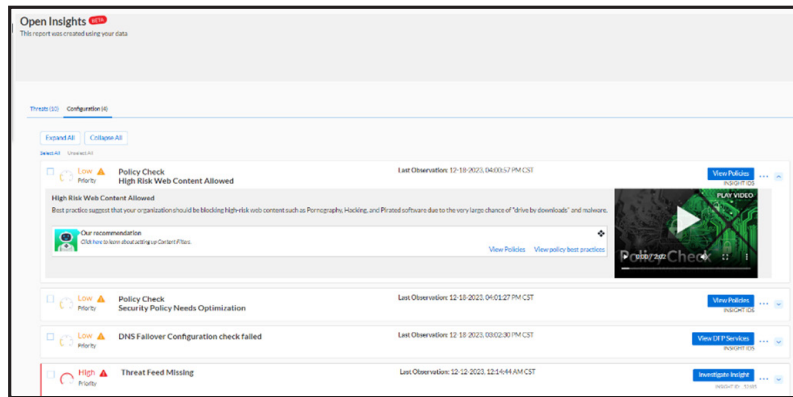 Open Insights BETA
This report was created using your data
Threats (10) Configuration (4)
Expand All Collapse All
Select All Unselect All
Low Priority
Policy Check
High Risk Web Content Allowed
Last Observation: 12-18-2023, 04:00:57 PM CST
View Policies
INSIGHT IDS
High Risk Web Content Allowed
Best practice suggest that your organization should be blocking high-risk web content such as Pornography, Hacking, and Pirated software due to the very large chance of "drive by downloads" and malware.
Our recommendation
Click here to learn about setting up Content Filters.
View Policies View policy best practices
PLAY VIDEO
Policy Check
0:00 / 2:02
Low Priority
Policy Check
Security Policy Needs Optimization
Last Observation: 12-18-2023, 04:01:27 PM CST
View Policies
INSIGHT IDS
Low Priority
DNS Failover Configuration check failed
Last Observation: 12-18-2023, 03:02:30 PM CST
View DFP Services
INSIGHT IDS
High Priority
Threat Feed Missing
Last Observation: 12-12-2023, 12:14:44 AM CST
Investigate Insight
INSIGHT ID: